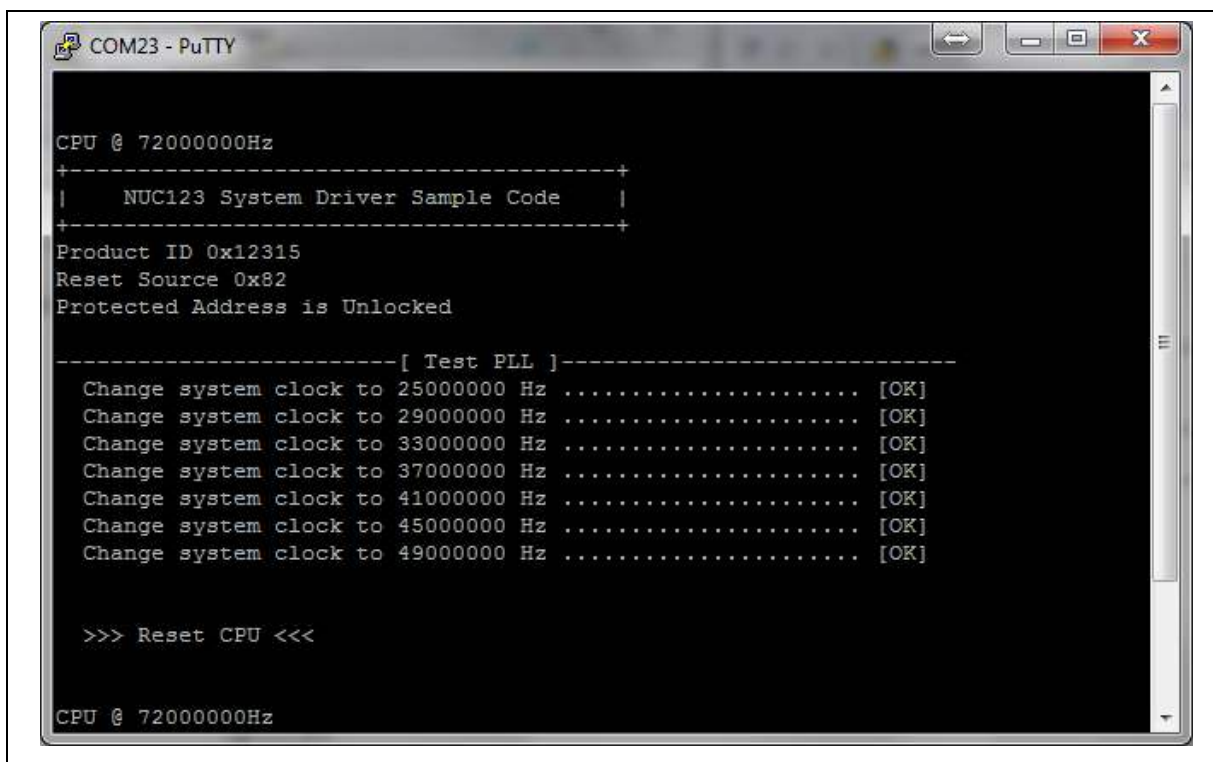 COM23 - PuTTY
CPU @ 72000000Hz
+----------------------------------------+
|    NUC123 System Driver Sample Code    |
+----------------------------------------+
Product ID 0x12315
Reset Source 0x82
Protected Address is Unlocked
-------------------------[ Test PLL ]-----------------------------
Change system clock to 25000000 Hz ...................... [OK]
Change system clock to 29000000 Hz ...................... [OK]
Change system clock to 33000000 Hz ...................... [OK]
Change system clock to 37000000 Hz ...................... [OK]
Change system clock to 41000000 Hz ...................... [OK]
Change system clock to 45000000 Hz ...................... [OK]
Change system clock to 49000000 Hz ...................... [OK]
>>> Reset CPU <<<
CPU @ 72000000Hz